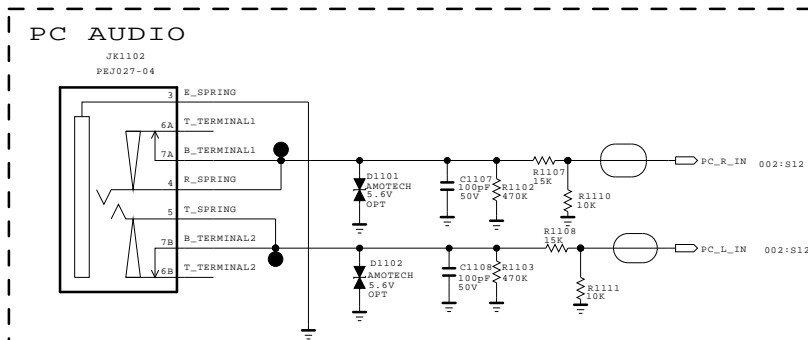 PC AUDIO
JK1102
PEJ027-04
3 E_SPRING
6A T_TERMINAL1
7A B_TERMINAL1
4 R_SPRING
5 T_SPRING
7B B_TERMINAL2
6B T_TERMINAL2
D1101
AMOTECH
5.6V
OPT
C1107
100pF
50V
R1102
470K
R1107
15K
R1110
10K
PC_R_IN 002:S12
D1102
AMOTECH
5.6V
OPT
C1108
100pF
50V
R1103
470K
R1108
15K
R1111
10K
PC_L_IN 002:S12